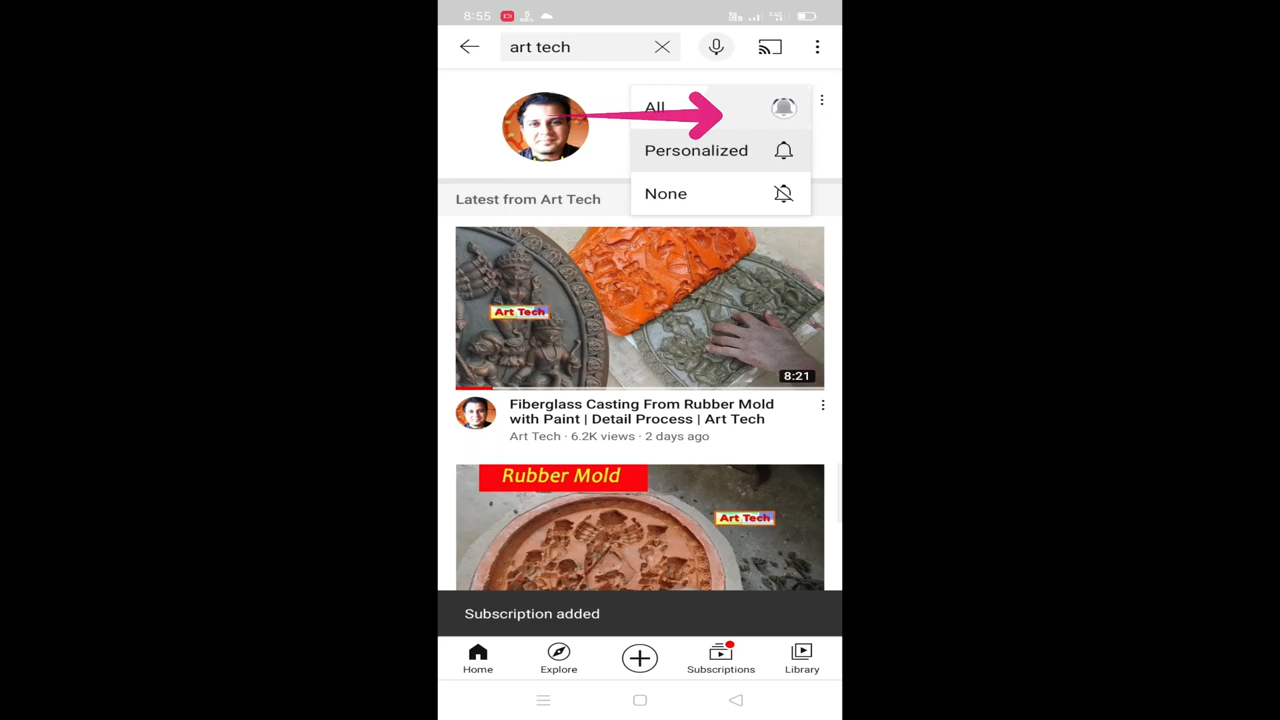 8:55
5
art tech
All
Personalized
None
Latest from Art Tech
Art Tech
8:21
Fiberglass Casting From Rubber Mold
with Paint | Detail Process | Art Tech
Art Tech · 6.2K views · 2 days ago
Rubber Mold
Art Tech
Subscription added
Home
Explore
Subscriptions
Library